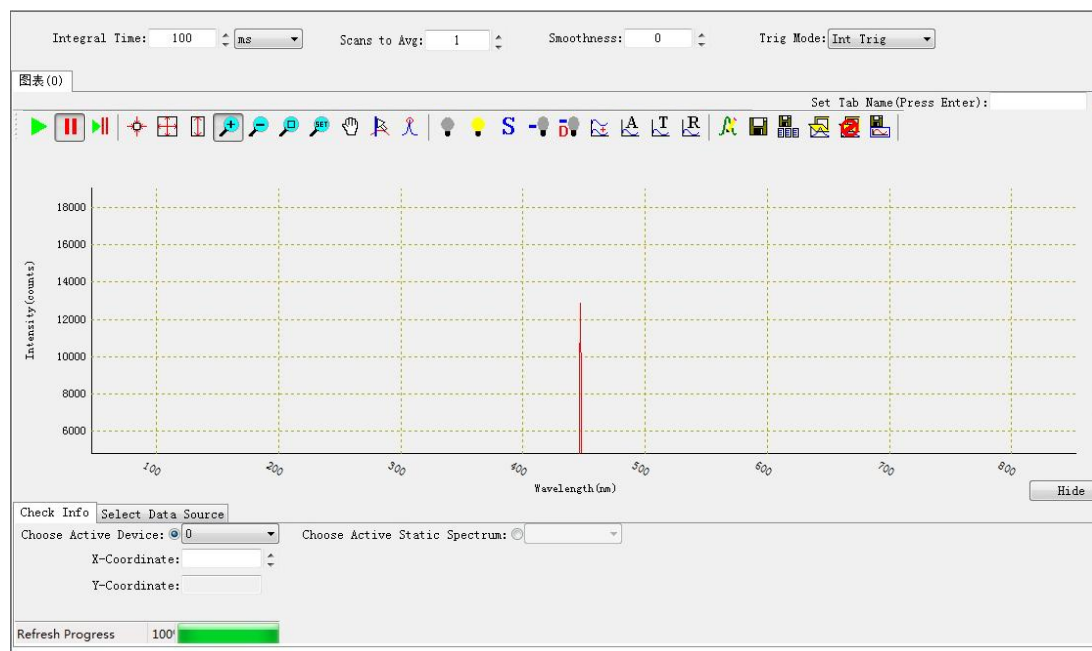 Integral Time: 100 ms Scans to Avg: 1 Smoothness: 0 Trig Mode: Int Trig
图表(0)
Set Tab Name(Press Enter):
SET S D A T R
18000
16000
14000
12000
10000
8000
6000
Intensity(counts)
100 200 300 400 500 600 700 800
Wavelength(nm)
Hide
Check Info Select Data Source
Choose Active Device: 0 Choose Active Static Spectrum:
X-Coordinate:
Y-Coordinate:
Refresh Progress 100%